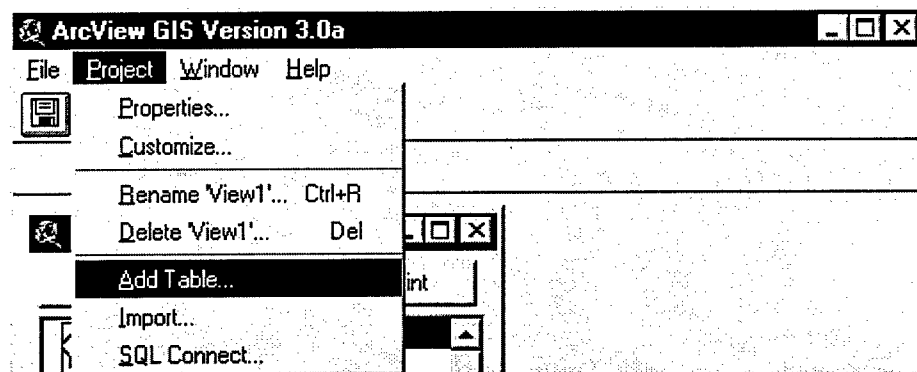 ArcView GIS Version 3.0a
File Project Window Help
Properties...
Customize...
Rename 'View1'... Ctrl+R
Delete 'View1'... Del
Add Table...
int
Import...
SQL Connect...